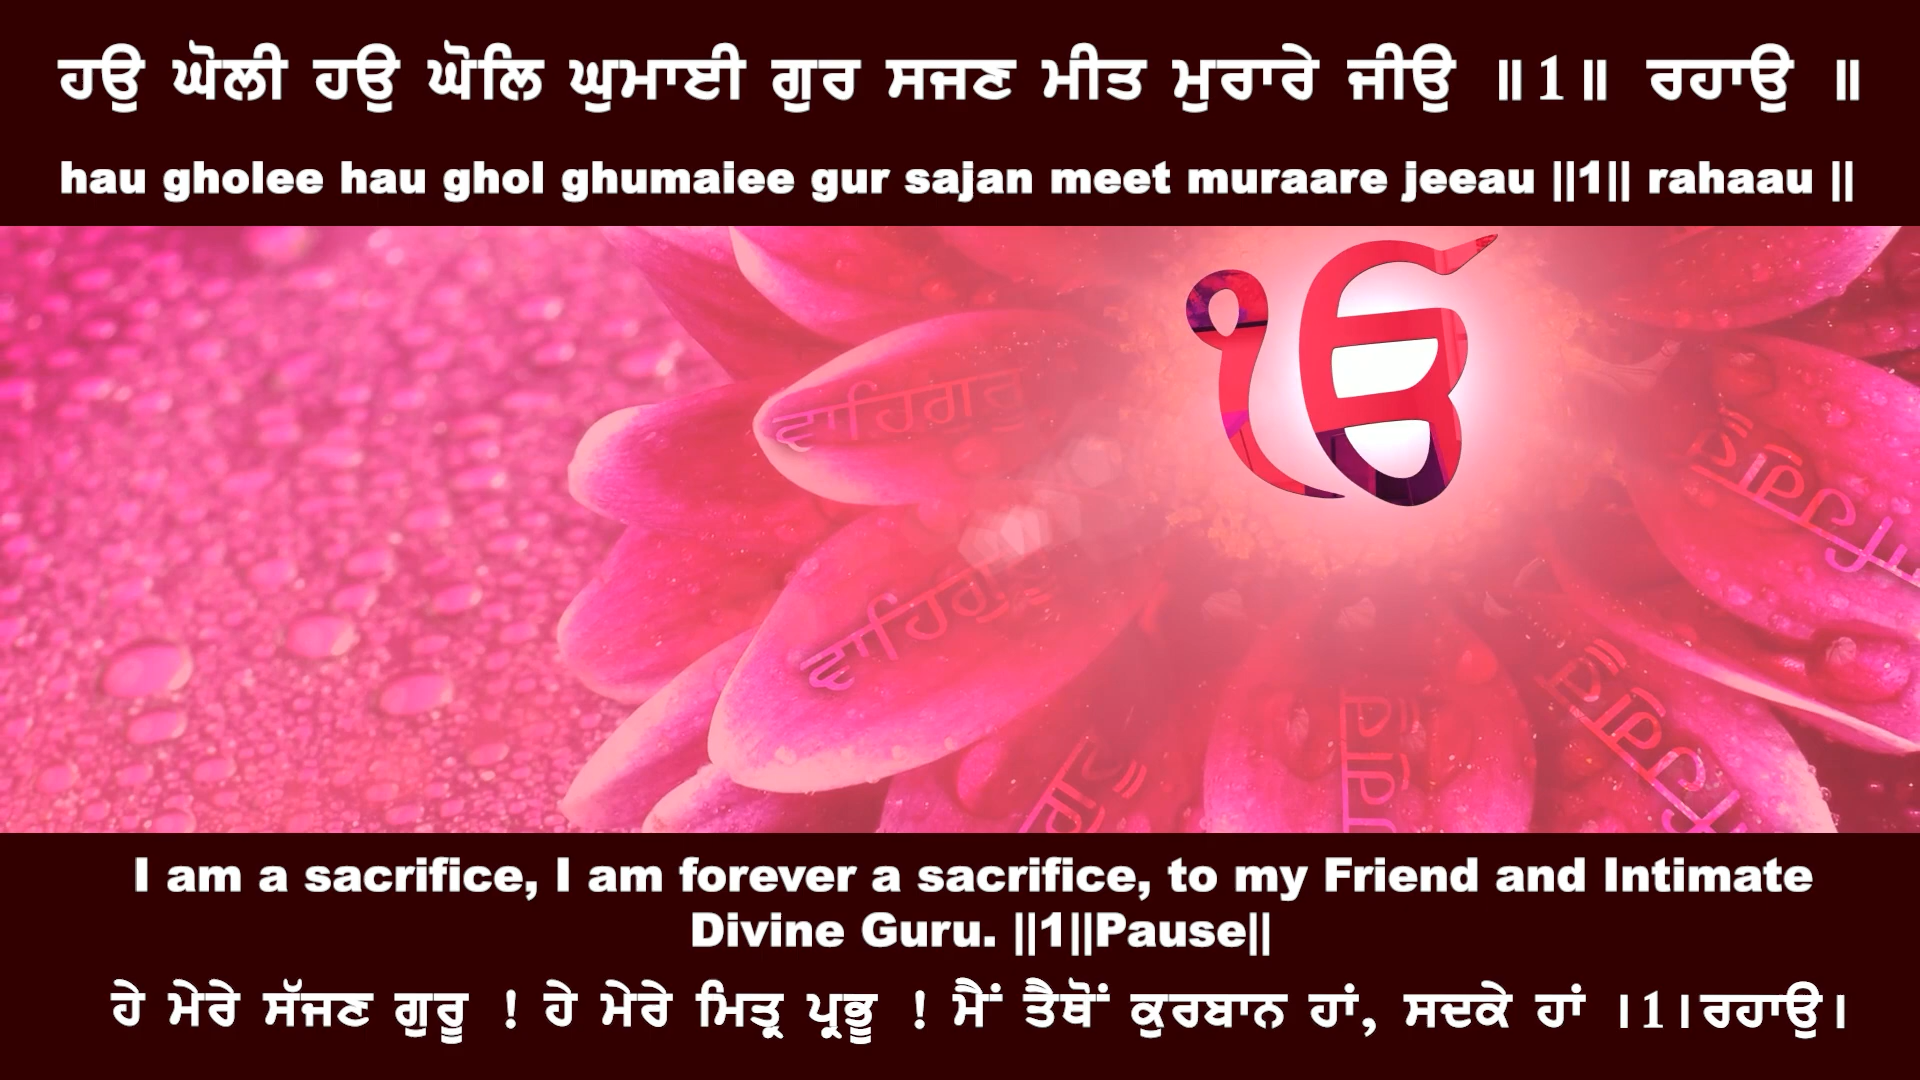 ਹਉ ਘੋਲੀ ਹਉ ਘੋਲਿ ਘੁਮਾਈ ਗੁਰ ਸਜਣ ਮੀਤ ਮੁਰਾਰੇ ਜੀਉ ॥1॥ ਰਹਾਉ ॥
hau gholee hau ghol ghumaiee gur sajan meet muraare jeeau ||1|| rahaau ||
ੴ
ਵਾਹਿਗੁਰੂ
ਵਾਹਿਗੁਰੂ
ਵਾਹਿਗੁਰੂ
I am a sacrifice, I am forever a sacrifice, to my Friend and Intimate
Divine Guru. ||1||Pause||
ਹੇ ਮੇਰੇ ਸੱਜਣ ਗੁਰੂ ! ਹੇ ਮੇਰੇ ਮਿਤ੍ਰ ਪ੍ਰਭੂ ! ਮੈਂ ਤੈਥੋਂ ਕੁਰਬਾਨ ਹਾਂ, ਸਦਕੇ ਹਾਂ ।1।ਰਹਾਉ।